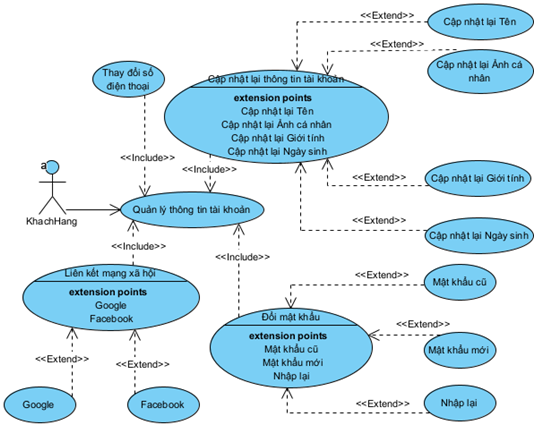 <<Extend>>
Cập nhật lại Tên
<<Extend>>
Cập nhật lại Ảnh cá
nhân
Thay đổi số
điện thoại
Cập nhật lại thông tin tài khoản
extension points
Cập nhật lại Tên
Cập nhật lại Ảnh cá nhân
Cập nhật lại Giới tính
Cập nhật lại Ngày sinh
<<Include>>
<<Include>>
<<Extend>>
Cập nhật lại Giới tính
a
KhachHang
Quản lý thông tin tài khoản
<<Extend>>
Cập nhật lại Ngày sinh
<<Include>>
<<Include>>
Liên kết mạng xã hội
extension points
Google
Facebook
<<Extend>>
Mật khẩu cũ
Đổi mật khẩu
extension points
Mật khẩu cũ
Mật khẩu mới
Nhập lại
<<Extend>>
Mật khẩu mới
<<Extend>>
<<Extend>>
Google
Facebook
<<Extend>>
Nhập lại